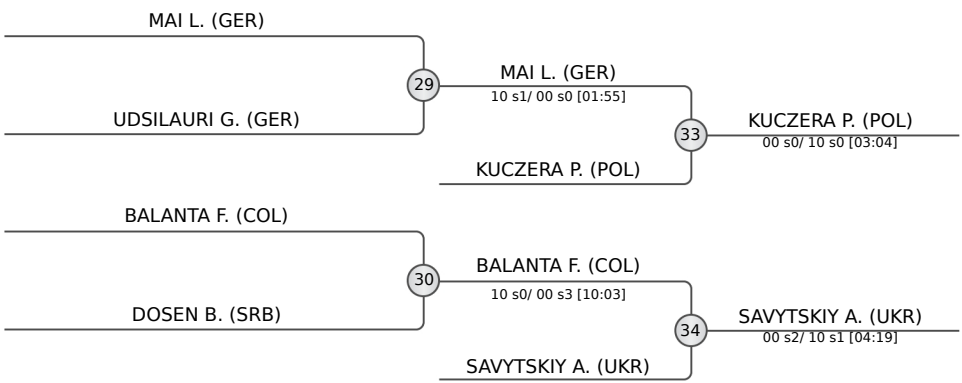 MAI L. (GER)
29
UDSILAURI G. (GER)
MAI L. (GER)
10 s1/ 00 s0 [01:55]
33
KUCZERA P. (POL)
KUCZERA P. (POL)
00 s0/ 10 s0 [03:04]
BALANTA F. (COL)
30
DOSEN B. (SRB)
BALANTA F. (COL)
10 s0/ 00 s3 [10:03]
34
SAVYTSKIY A. (UKR)
SAVYTSKIY A. (UKR)
00 s2/ 10 s1 [04:19]